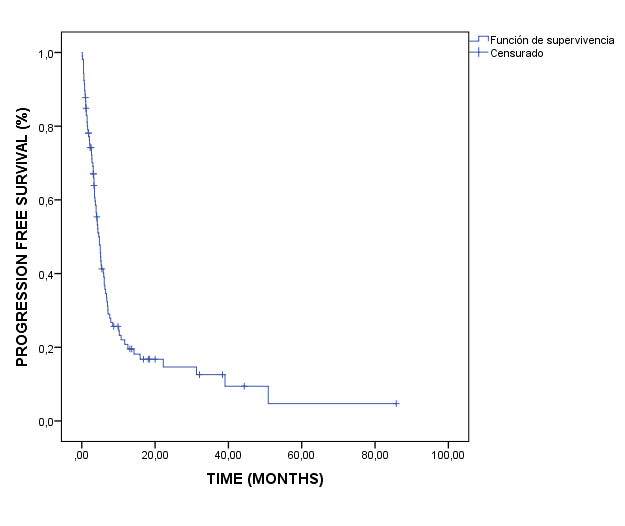 Función de supervivencia
Censurado
PROGRESSION FREE SURVIVAL (%)
1,0
0,8
0,6
0,4
0,2
0,0
,00 20,00 40,00 60,00 80,00 100,00
TIME (MONTHS)